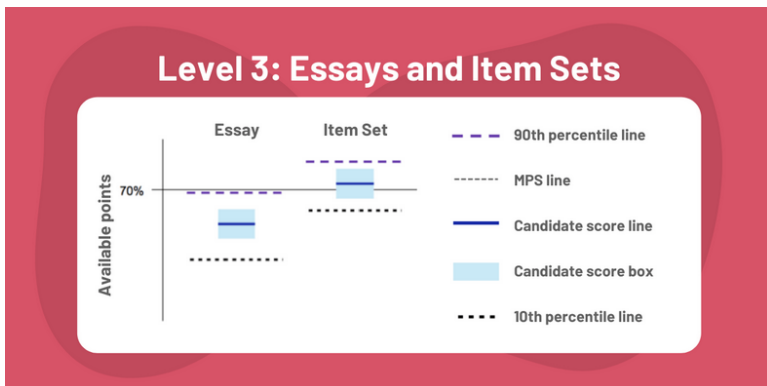 Level 3: Essays and Item Sets
Essay
Item Set
Available points
70%
90th percentile line
MPS line
Candidate score line
Candidate score box
10th percentile line